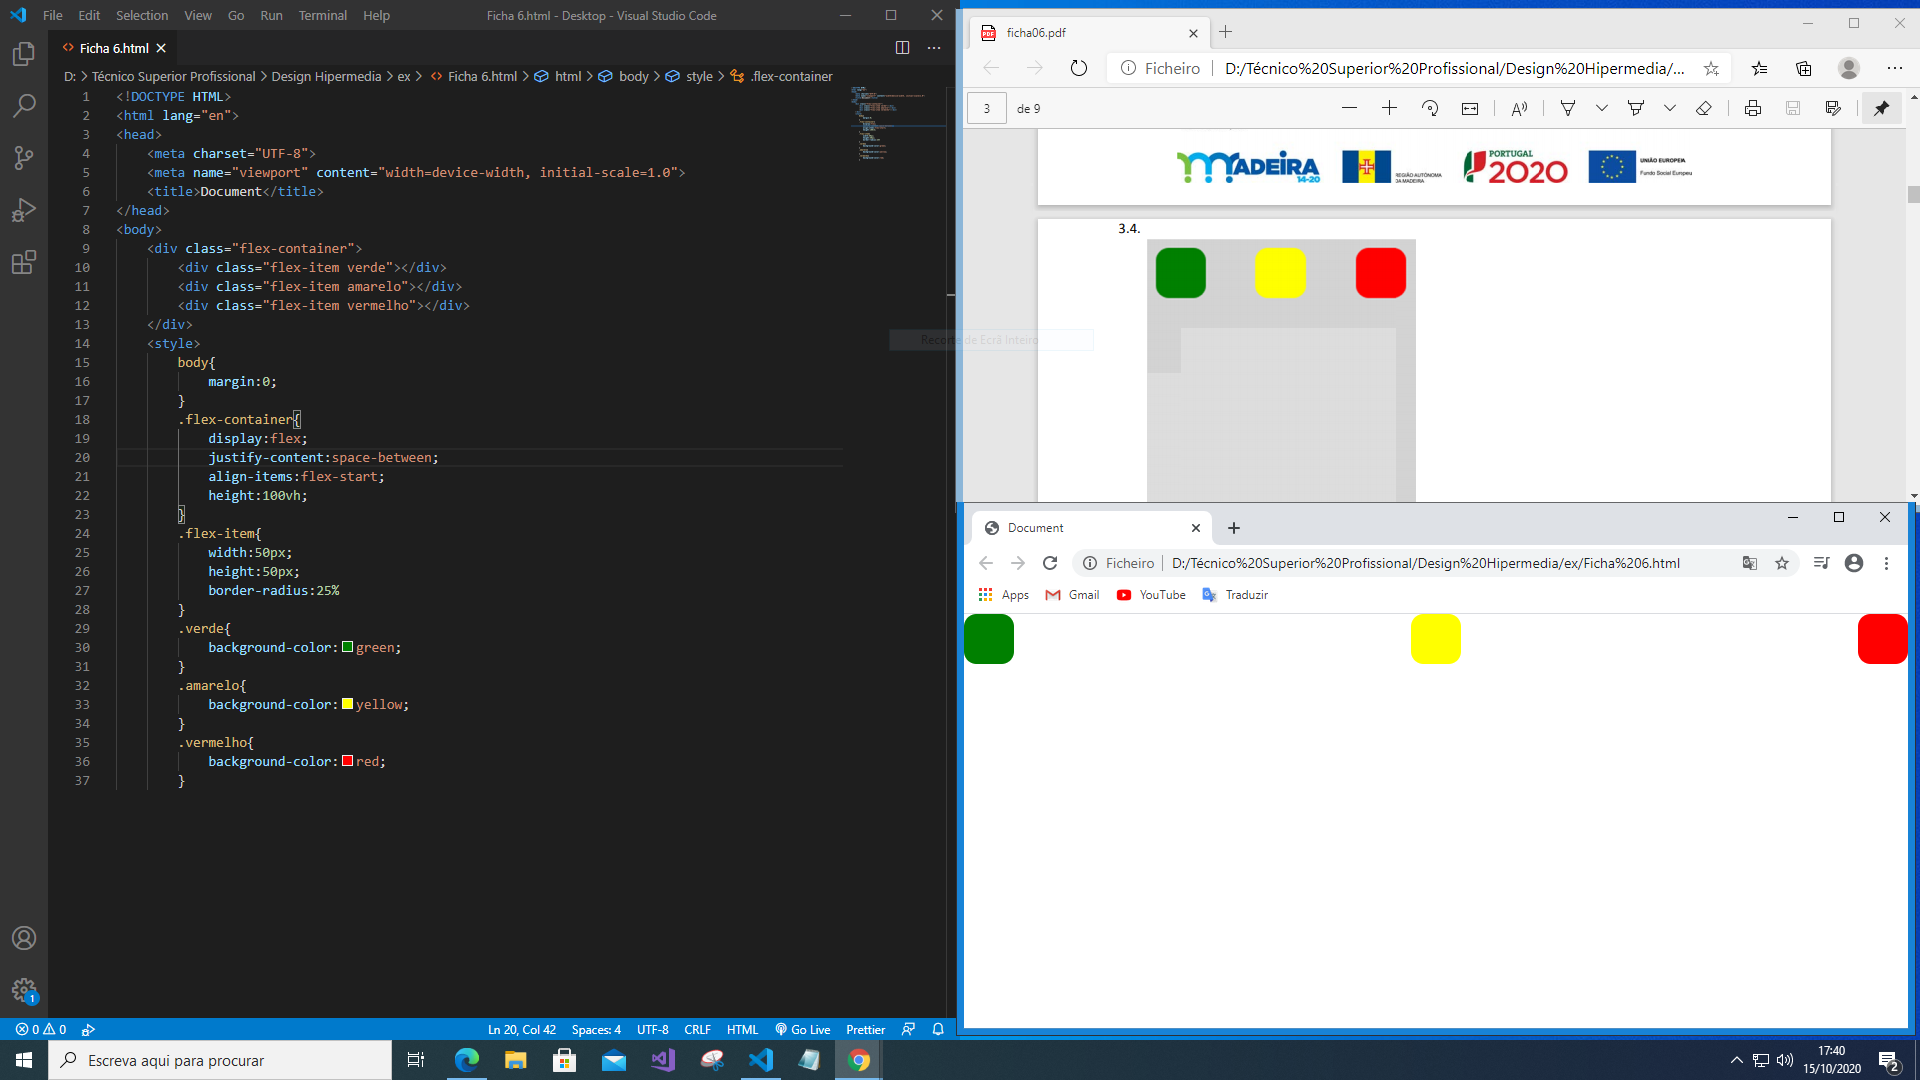 File Edit Selection View Go Run Terminal Help
Ficha 6.html - Desktop - Visual Studio Code
Ficha 6.html
D: > Técnico Superior Profissional > Design Hipermedia > ex > Ficha 6.html > html > body > style > .flex-container
1 <!DOCTYPE HTML>
2 <html lang="en">
3 <head>
4 <meta charset="UTF-8">
5 <meta name="viewport" content="width=device-width, initial-scale=1.0">
6 <title>Document</title>
7 </head>
8 <body>
9 <div class="flex-container">
10 <div class="flex-item verde"></div>
11 <div class="flex-item amarelo"></div>
12 <div class="flex-item vermelho"></div>
13 </div>
14 <style>
15 body{
16 margin:0;
17 }
18 .flex-container{
19 display:flex;
20 justify-content:space-between;
21 align-items:flex-start;
22 height:100vh;
23 }
24 .flex-item{
25 width:50px;
26 height:50px;
27 border-radius:25%
28 }
29 .verde{
30 background-color:green;
31 }
32 .amarelo{
33 background-color:yellow;
34 }
35 .vermelho{
36 background-color:red;
37 }
1
0 0
Ln 20, Col 42 Spaces: 4 UTF-8 CRLF HTML Go Live Prettier
ficha06.pdf
Ficheiro | D:/Técnico%20Superior%20Profissional/Design%20Hipermedia/...
3 de 9
MADEIRA 14-20
REGIÃO AUTÓNOMA DA MADEIRA
PORTUGAL 2020
UNIÃO EUROPEIA
Fundo Social Europeu
3.4.
Recorte de Ecrã Inteiro
Document
Ficheiro | D:/Técnico%20Superior%20Profissional/Design%20Hipermedia/ex/Ficha%206.html
Apps Gmail YouTube Traduzir
Escreva aqui para procurar
17:40
15/10/2020
2